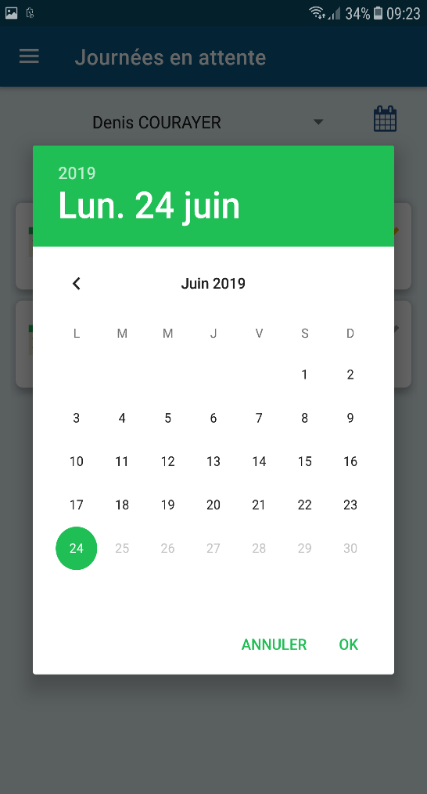 34% 09:23
Journées en attente
Denis COURAYER
2019
Lun. 24 juin
Juin 2019
L M M J V S D
1 2
3 4 5 6 7 8 9
10 11 12 13 14 15 16
17 18 19 20 21 22 23
24 25 26 27 28 29 30
ANNULER OK